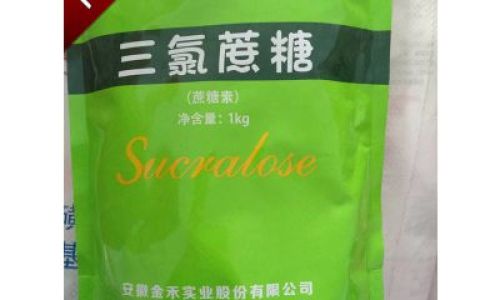 三氯蔗糖
(蔗糖素)
净含量: 1kg
Sucralose
安徽金禾实业股份有限公司
基